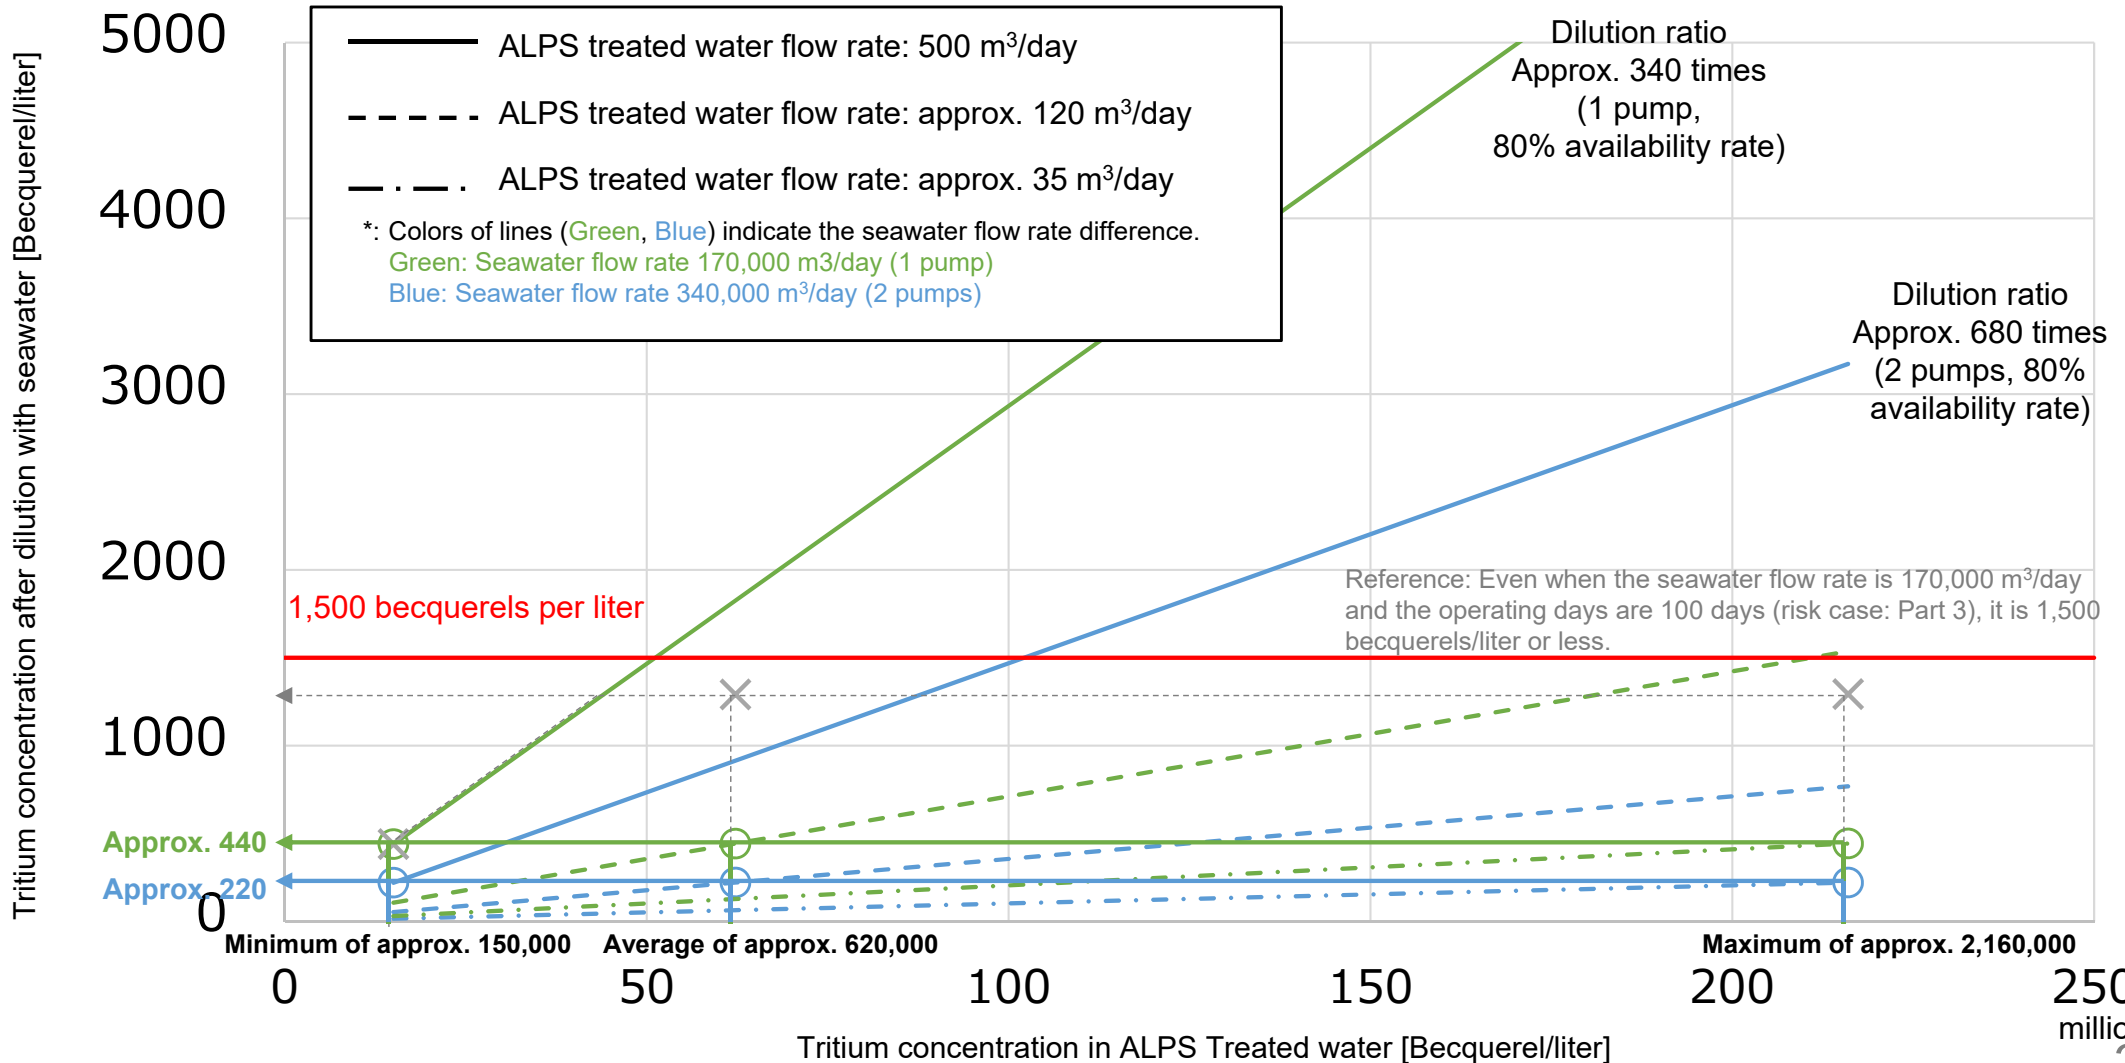 5000
4000
3000
2000
1000
0
Tritium concentration after dilution with seawater [Becquerel/liter]
ALPS treated water flow rate: 500 m³/day
ALPS treated water flow rate: approx. 120 m³/day
ALPS treated water flow rate: approx. 35 m³/day
*: Colors of lines (Green, Blue) indicate the seawater flow rate difference.
Green: Seawater flow rate 170,000 m3/day (1 pump)
Blue: Seawater flow rate 340,000 m³/day (2 pumps)
Dilution ratio
Approx. 340 times
(1 pump,
80% availability rate)
Dilution ratio
Approx. 680 times
(2 pumps, 80%
availability rate)
1,500 becquerels per liter
Reference: Even when the seawater flow rate is 170,000 m³/day
and the operating days are 100 days (risk case: Part 3), it is 1,500
becquerels/liter or less.
Approx. 440
Approx. 220
Minimum of approx. 150,000
Average of approx. 620,000
Maximum of approx. 2,160,000
0
50
100
150
200
250
Tritium concentration in ALPS Treated water [Becquerel/liter]